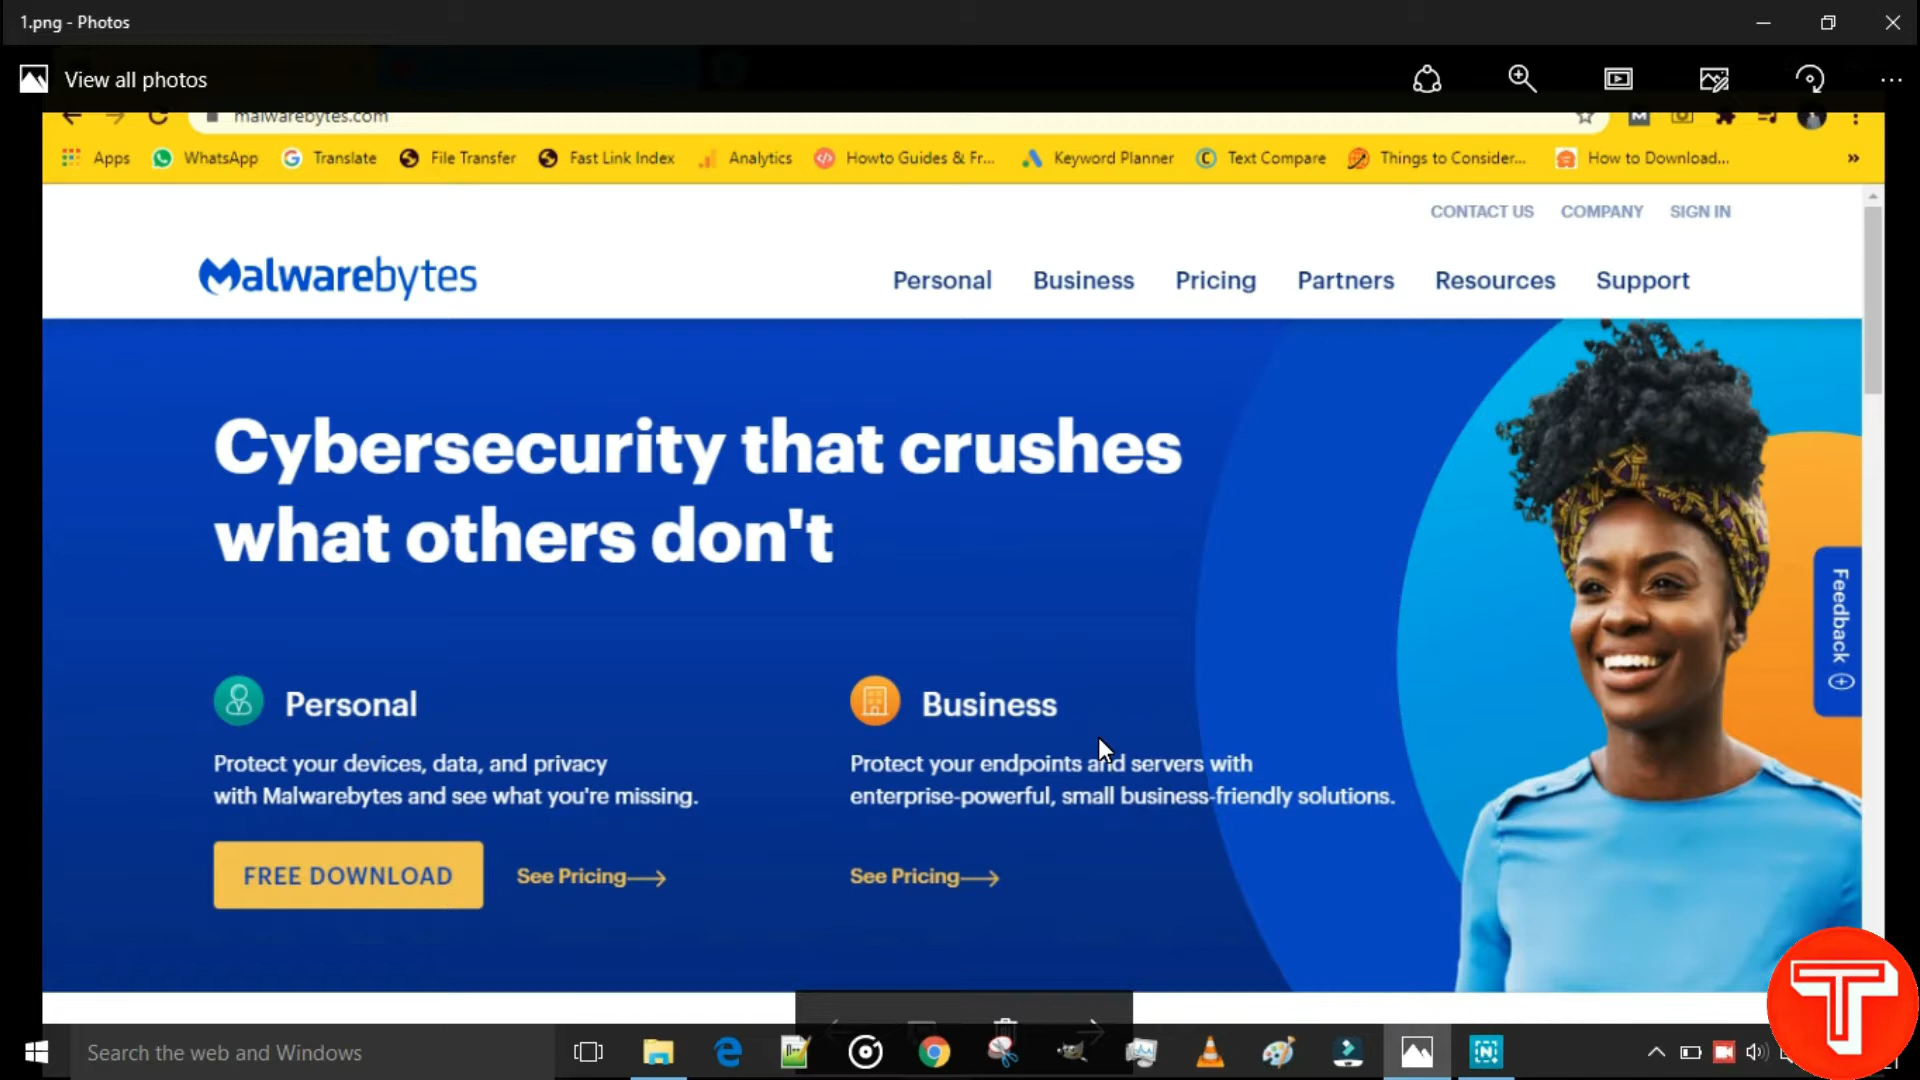 1.png - Photos
View all photos
malwarebytes.com
Apps WhatsApp Translate File Transfer Fast Link Index Analytics Howto Guides & Fr... Keyword Planner Text Compare Things to Consider... How to Download... »
CONTACT US COMPANY SIGN IN
Malwarebytes
Personal Business Pricing Partners Resources Support
Cybersecurity that crushes
what others don't
Feedback
Personal
Protect your devices, data, and privacy
with Malwarebytes and see what you're missing.
FREE DOWNLOAD See Pricing
Business
Protect your endpoints and servers with
enterprise-powerful, small business-friendly solutions.
See Pricing
T
Search the web and Windows